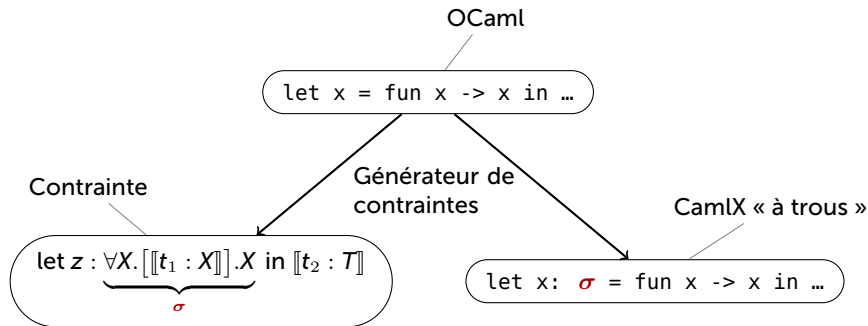 OCaml
let x = fun x -> x in …
Générateur de
contraintes
Contrainte
CamlX « à trous »
let z : ∀X.[⟦t₁ : X⟧].X in ⟦t₂ : T⟧
σ
let x: σ = fun x -> x in …